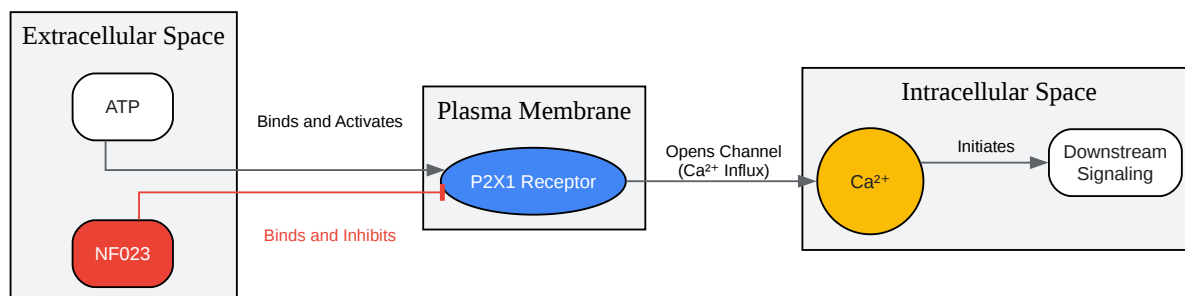 Extracellular Space
ATP
NF023
Binds and Activates
Binds and Inhibits
Plasma Membrane
P2X1 Receptor
Opens Channel
(Ca²⁺ Influx)
Intracellular Space
Ca²⁺
Initiates
Downstream
Signaling